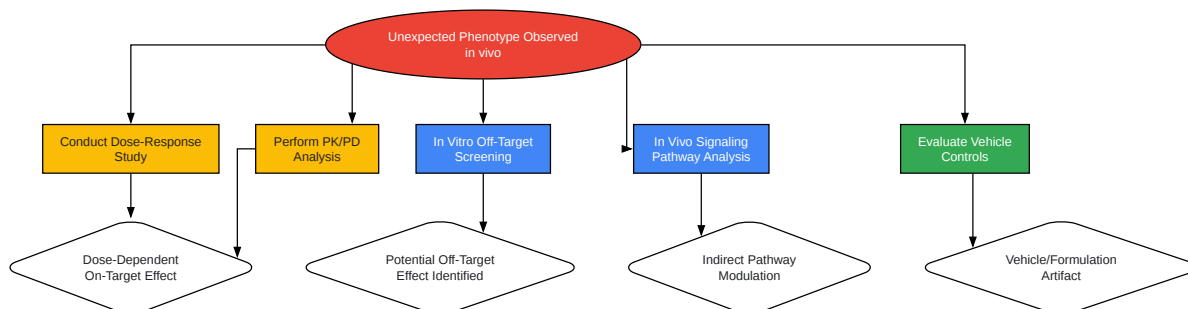 Unexpected Phenotype Observed
in vivo
Conduct Dose-Response
Study
Perform PK/PD
Analysis
In Vitro Off-Target
Screening
In Vivo Signaling
Pathway Analysis
Evaluate Vehicle
Controls
Dose-Dependent
On-Target Effect
Potential Off-Target
Effect Identified
Indirect Pathway
Modulation
Vehicle/Formulation
Artifact